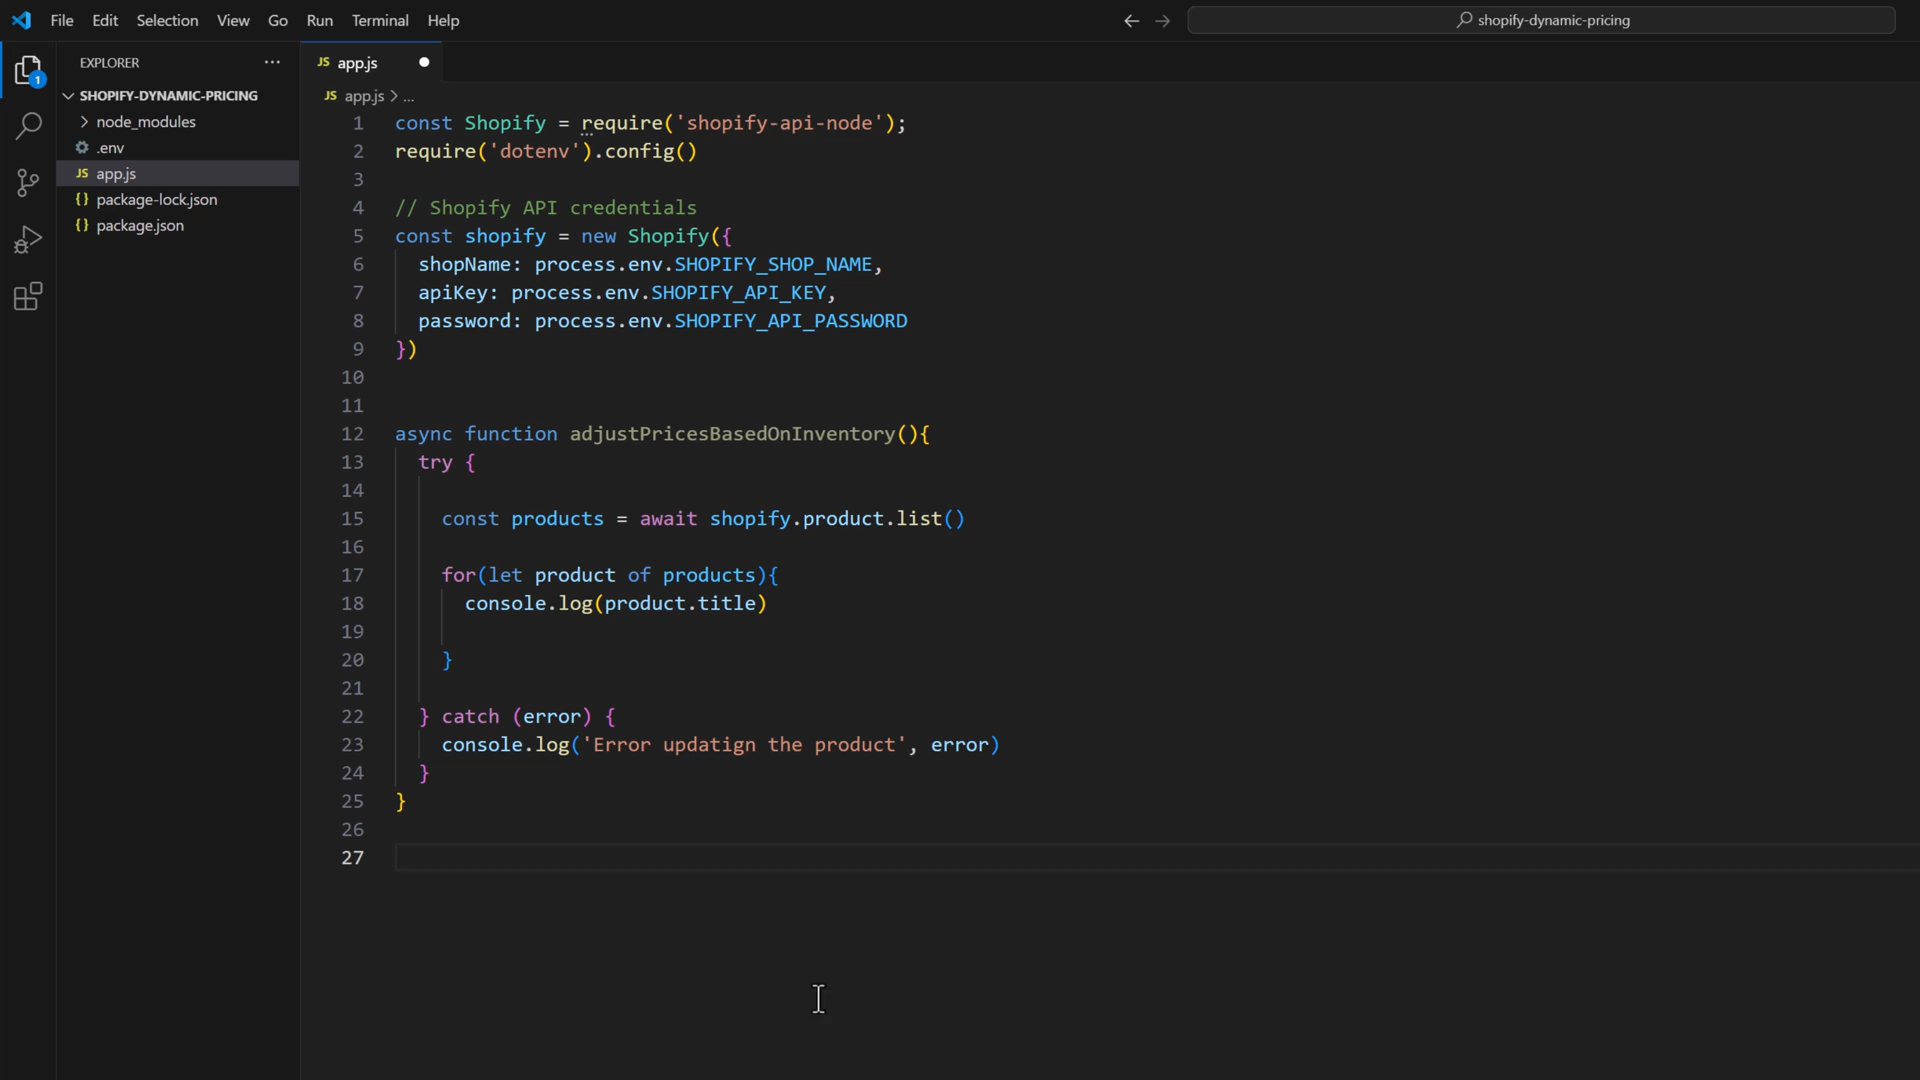 File Edit Selection View Go Run Terminal Help
shopify-dynamic-pricing
EXPLORER ...
1
SHOPIFY-DYNAMIC-PRICING
node_modules
.env
JS app.js
{} package-lock.json
{} package.json
JS app.js
JS app.js > ...
1 const Shopify = require('shopify-api-node');
2 require('dotenv').config()
3
4 // Shopify API credentials
5 const shopify = new Shopify({
6 shopName: process.env.SHOPIFY_SHOP_NAME,
7 apiKey: process.env.SHOPIFY_API_KEY,
8 password: process.env.SHOPIFY_API_PASSWORD
9 })
10
11
12 async function adjustPricesBasedOnInventory(){
13 try {
14
15 const products = await shopify.product.list()
16
17 for(let product of products){
18 console.log(product.title)
19
20 }
21
22 } catch (error) {
23 console.log('Error updatign the product', error)
24 }
25 }
26
27